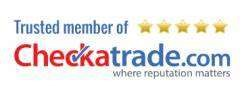 Trusted member of
Checkatrade.com
where reputation matters